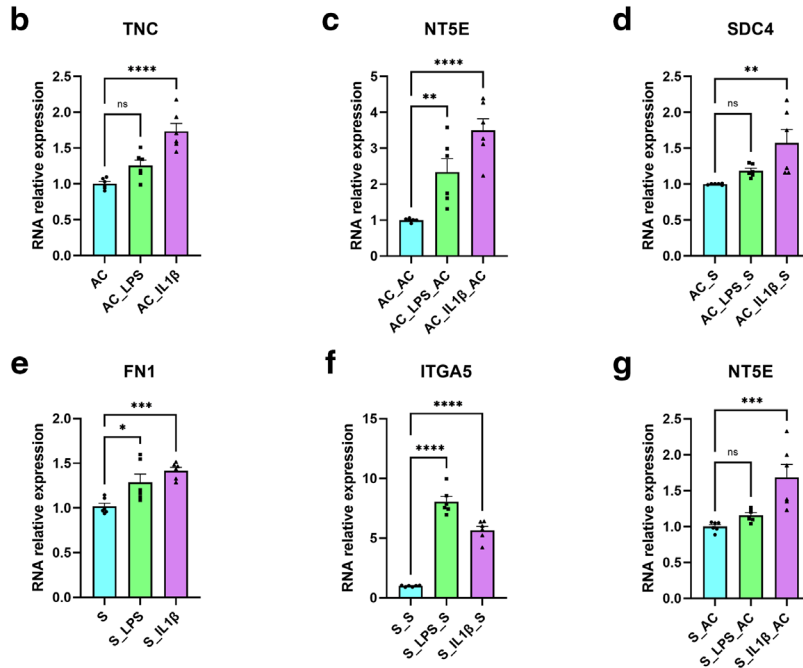 b
TNC
RNA relative expression
2.5
2.0
1.5
1.0
0.5
0.0
ns
****
AC
AC_LPS
AC_IL1β
c
NT5E
RNA relative expression
5
4
3
2
1
0
**
****
AC_AC
AC_LPS_AC
AC_IL1β_AC
d
SDC4
RNA relative expression
2.5
2.0
1.5
1.0
0.5
0.0
ns
**
AC_S
AC_LPS_S
AC_IL1β_S
e
FN1
RNA relative expression
2.0
1.5
1.0
0.5
0.0
*
***
S
S_LPS
S_IL1β
f
ITGA5
RNA relative expression
15
10
5
0
****
****
S_S
S_LPS_S
S_IL1β_S
g
NT5E
RNA relative expression
2.5
2.0
1.5
1.0
0.5
0.0
ns
***
S_AC
S_LPS_AC
S_IL1β_AC